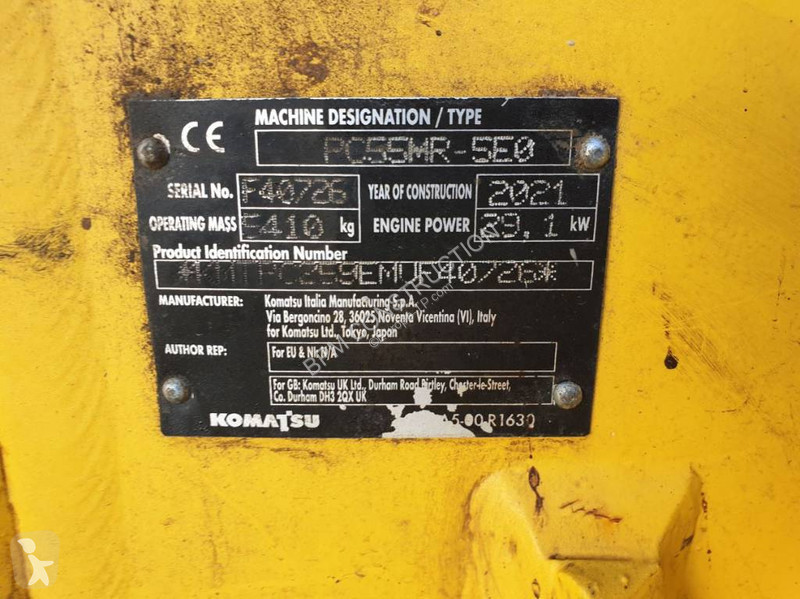 CE
MACHINE DESIGNATION / TYPE
PC55MR-5E0
SERIAL No. F40726 YEAR OF CONSTRUCTION 2021
OPERATING MASS 5410 kg ENGINE POWER 29.1 kW
Product Identification Number
MANUFACTURER: Komatsu Italia Manufacturing S.p.A.
Via Bergoncino 28, 36025 Noventa Vicentina (VI), Italy
for Komatsu Ltd., Tokyo, Japan
AUTHOR REP: For EU & NI: N/A
For GB: Komatsu UK Ltd., Durham Road Birtley, Chester-le-Street,
Co. Durham DH3 2QX UK
KOMATSU
BHM CONSTRUCTION